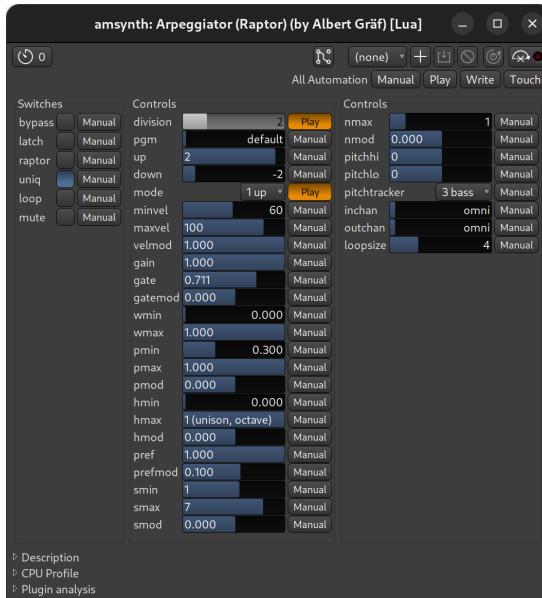 amsynth: Arpeggiator (Raptor) (by Albert Gräf) [Lua]
0 (none)
All Automation Manual Play Write Touch
Switches
bypass Manual
latch Manual
raptor Manual
uniq Manual
loop Manual
mute Manual
Controls
division 2 Play
pgm default Manual
up 2 Manual
down -2 Manual
mode 1 up Play
minvel 60 Manual
maxvel 100 Manual
velmod 1.000 Manual
gain 1.000 Manual
gate 0.711 Manual
gatemod 0.000 Manual
wmin 0.000 Manual
wmax 1.000 Manual
pmin 0.300 Manual
pmax 1.000 Manual
pmod 0.000 Manual
hmin 0.000 Manual
hmax 1 (unison, octave) Manual
hmod 0.000 Manual
pref 1.000 Manual
prefmod 0.100 Manual
smin 1 Manual
smax 7 Manual
smod 0.000 Manual
Controls
nmax 1 Manual
nmod 0.000 Manual
pitchhi 0 Manual
pitchlo 0 Manual
pitchtracker 3 bass Manual
inchan omni Manual
outchan omni Manual
loopsize 4 Manual
Description
CPU Profile
Plugin analysis